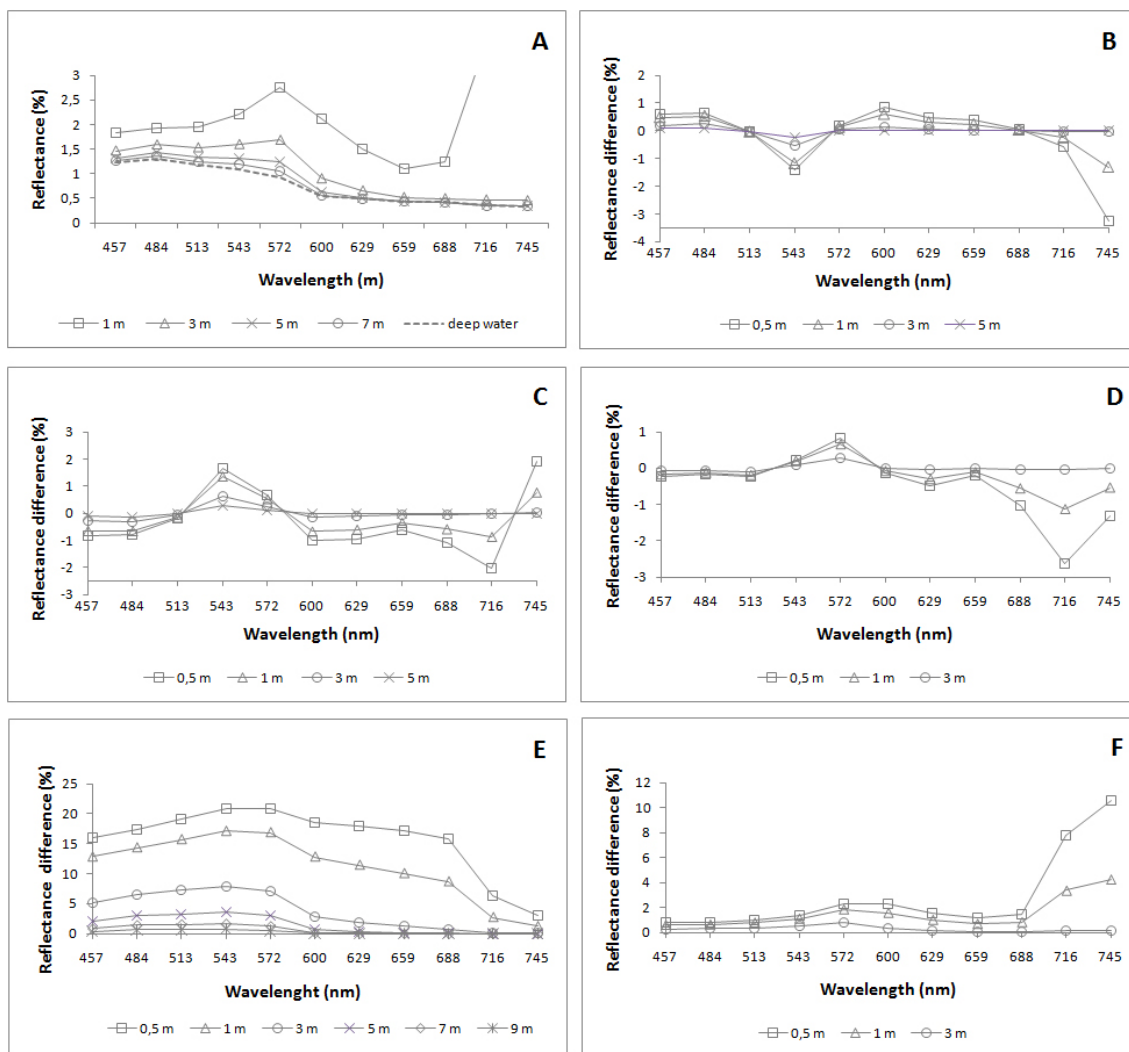 A
Reflectance (%)
3
2,5
2
1,5
1
0,5
0
457 484 513 543 572 600 629 659 688 716 745
Wavelength (m)
1 m 3 m 5 m 7 m deep water
B
Reflectance difference (%)
2
1
0
-1
-2
-3
-4
457 484 513 543 572 600 629 659 688 716 745
Wavelength (nm)
0,5 m 1 m 3 m 5 m
C
Reflectance difference (%)
3
2
1
0
-1
-2
-3
457 484 513 543 572 600 629 659 688 716 745
Wavelength (nm)
0,5 m 1 m 3 m 5 m
D
Reflectance difference (%)
1
0
-1
-2
-3
457 484 513 543 572 600 629 659 688 716 745
Wavelength (nm)
0,5 m 1 m 3 m
E
Reflectance difference (%)
25
20
15
10
5
0
457 484 513 543 572 600 629 659 688 716 745
Wavelenght (nm)
0,5 m 1 m 3 m 5 m 7 m 9 m
F
Reflectance difference (%)
12
10
8
6
4
2
0
457 484 513 543 572 600 629 659 688 716 745
Wavelength (nm)
0,5 m 1 m 3 m